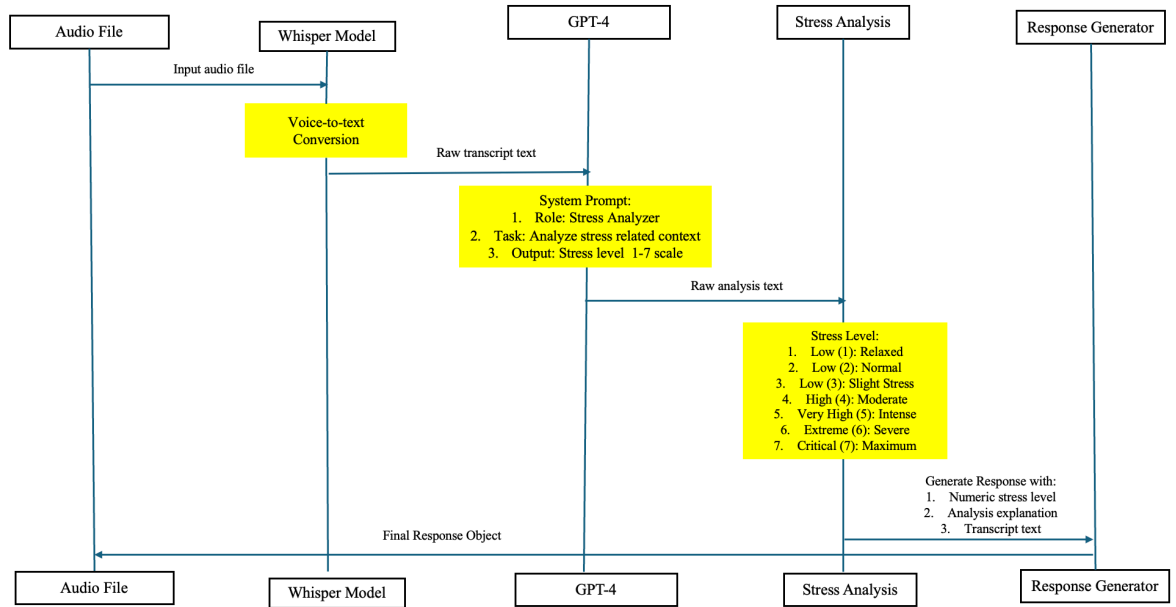 Audio File
Whisper Model
GPT-4
Stress Analysis
Response Generator
Input audio file
Voice-to-text
Conversion
Raw transcript text
System Prompt:
1. Role: Stress Analyzer
2. Task: Analyze stress related context
3. Output: Stress level 1-7 scale
Raw analysis text
Stress Level:
1. Low (1): Relaxed
2. Low (2): Normal
3. Low (3): Slight Stress
4. High (4): Moderate
5. Very High (5): Intense
6. Extreme (6): Severe
7. Critical (7): Maximum
Generate Response with:
1. Numeric stress level
2. Analysis explanation
3. Transcript text
Final Response Object
Audio File
Whisper Model
GPT-4
Stress Analysis
Response Generator